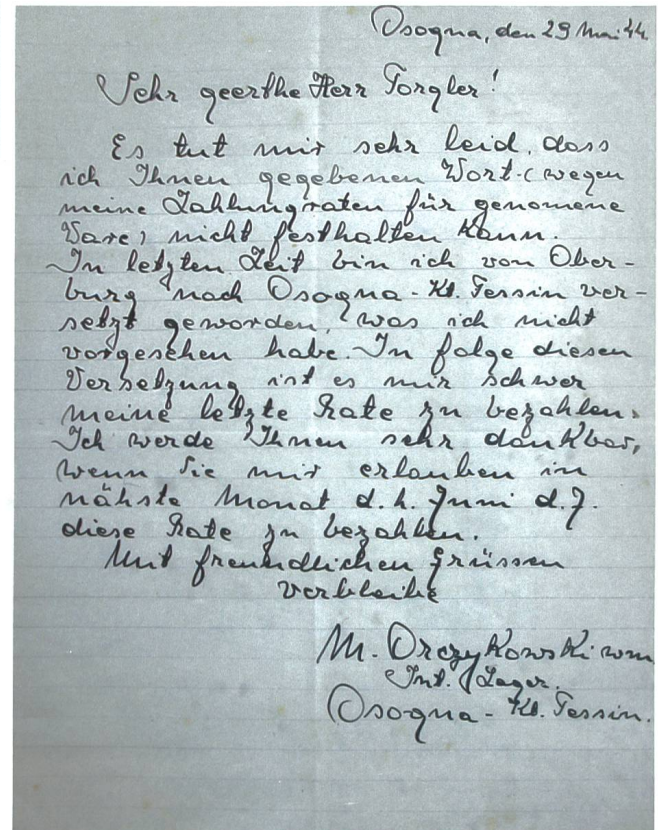 Osogna, den 29 Mai 44
Sehr geerthe Herr Torgler!
Es tut mir sehr leid, dass
ich Ihnen gegebenen Wort (wegen
meine Zahlungraten für genomene
Vare) nicht festhalten kann.
In letzten Zeit bin ich von Ober-
burg nach Osogna - Kt. Tessin ver-
setzt geworden, was ich nicht
vorgesehen habe. In folge diesen
Versetzung ist es mir schwer
meine letzte Rate zu bezahlen.
Ich werde Ihnen sehr dankbar,
wenn Sie mir erlauben in
nähste Monat d. h. Juni d. J.
diese Rate zu bezahlen.
Mit freundlichen Grüssen
verbleibe
M. Orczykowski
Int. Lager.
Osogna - Kt. Tessin.